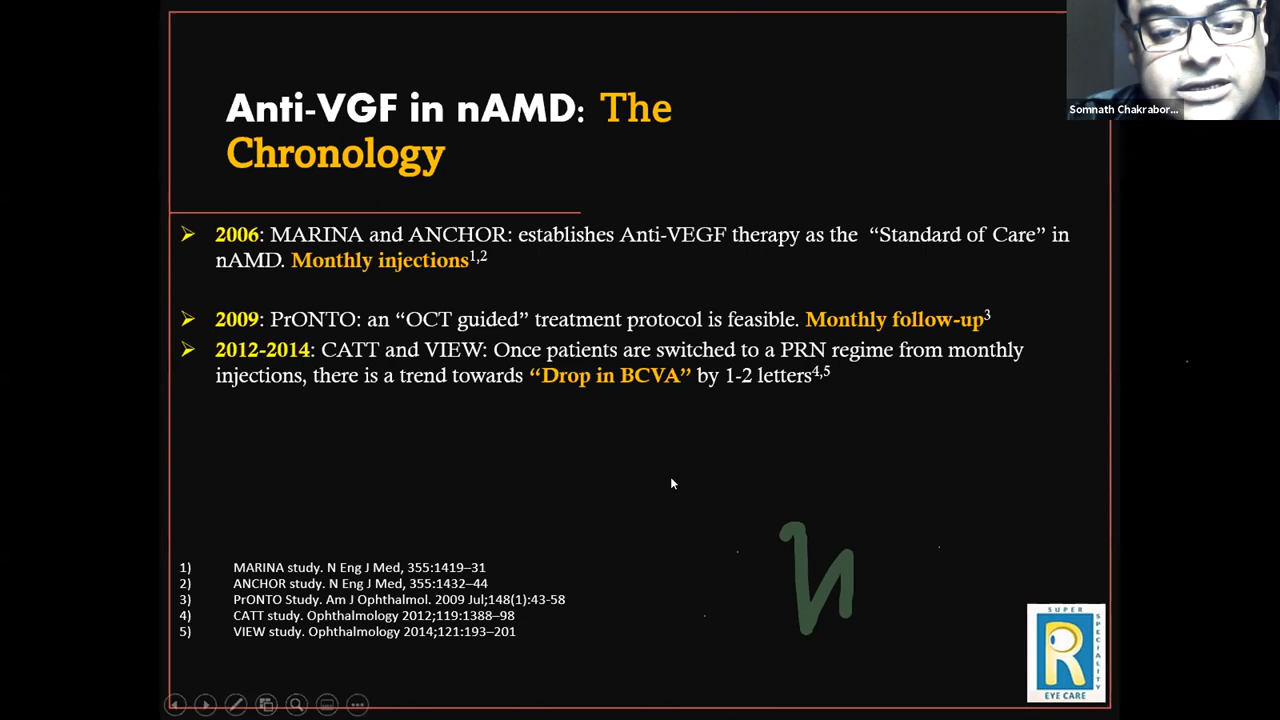 Somnath Chakrabor...
Anti-VGF in nAMD: The
Chronology
➢ 2006: MARINA and ANCHOR: establishes Anti-VEGF therapy as the “Standard of Care” in
nAMD. Monthly injections1,2
➢ 2009: PrONTO: an “OCT guided” treatment protocol is feasible. Monthly follow-up3
➢ 2012-2014: CATT and VIEW: Once patients are switched to a PRN regime from monthly
injections, there is a trend towards “Drop in BCVA” by 1-2 letters4,5
1) MARINA study. N Eng J Med, 355:1419–31
2) ANCHOR study. N Eng J Med, 355:1432–44
3) PrONTO Study. Am J Ophthalmol. 2009 Jul;148(1):43-58
4) CATT study. Ophthalmology 2012;119:1388–98
5) VIEW study. Ophthalmology 2014;121:193–201
SUPER
SPECIALITY
R
EYE CARE